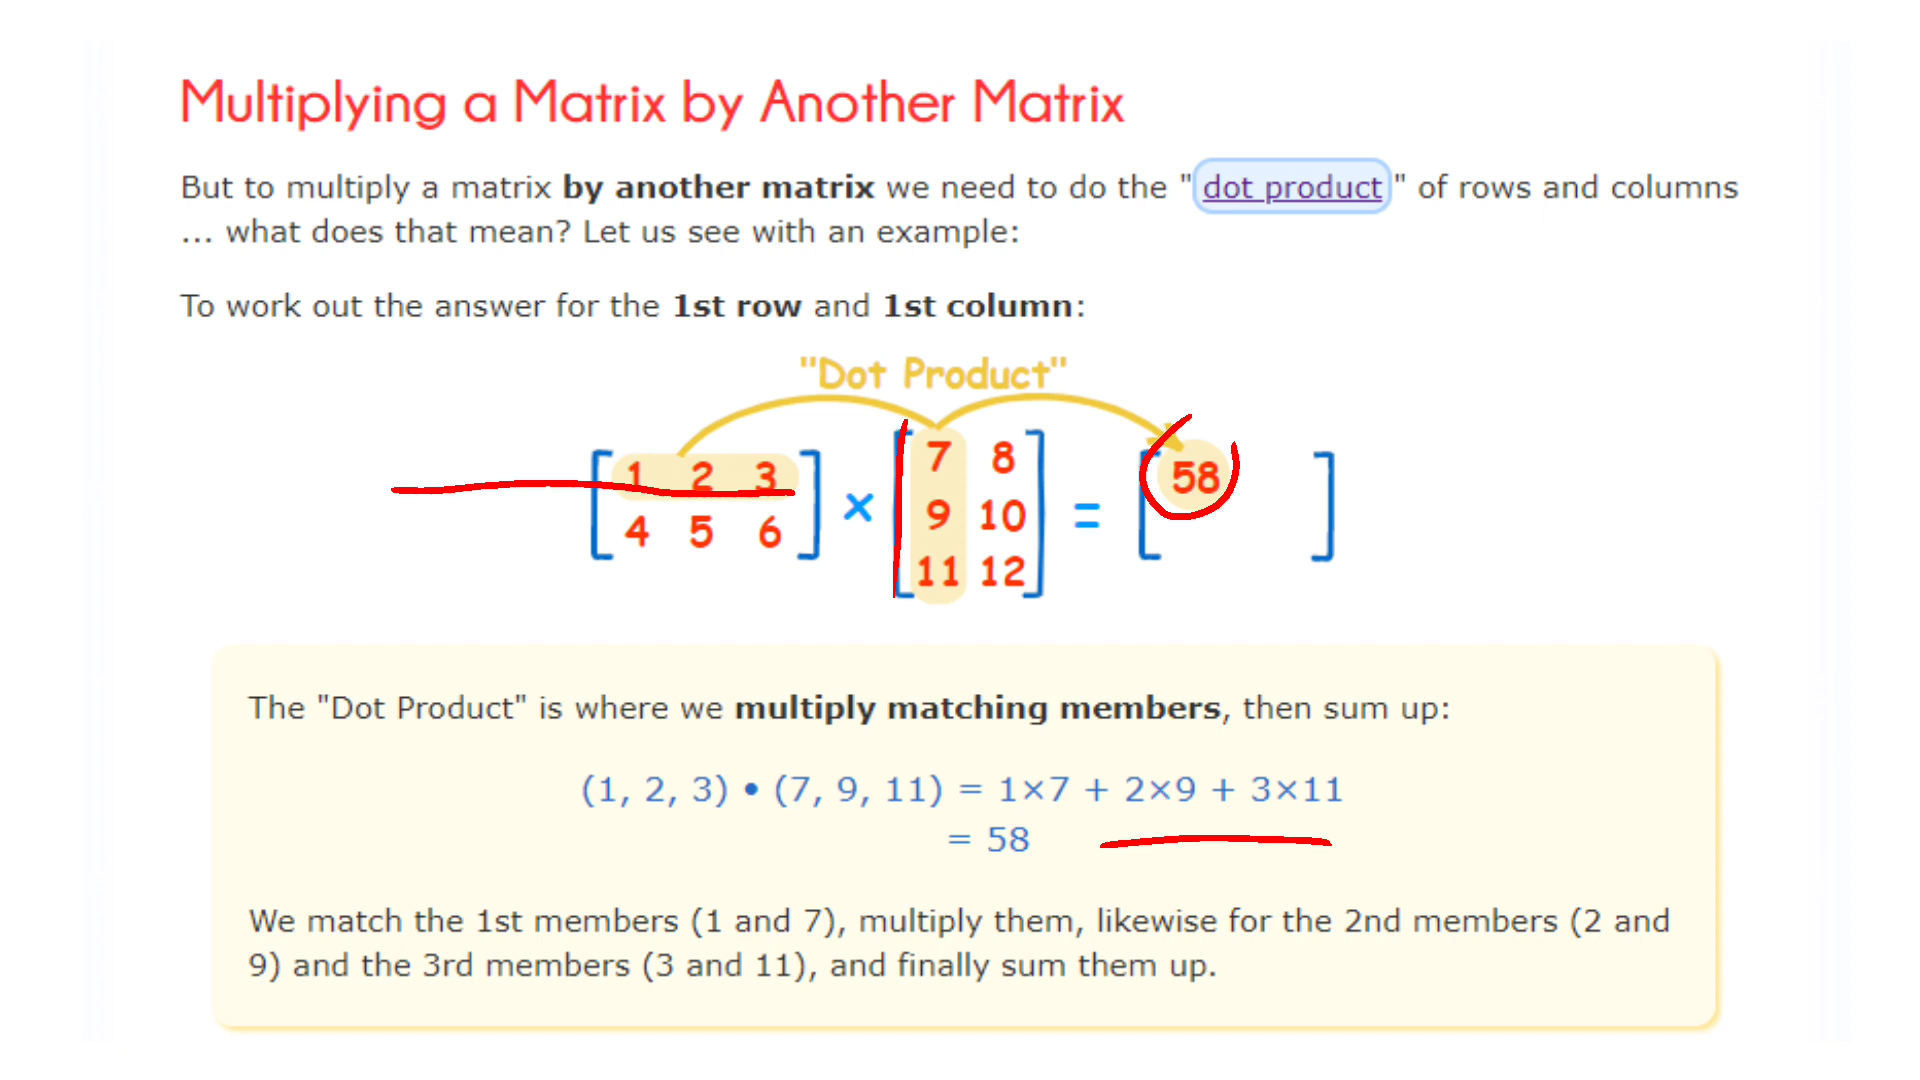 Multiplying a Matrix by Another Matrix
But to multiply a matrix by another matrix we need to do the "dot product" of rows and columns
... what does that mean? Let us see with an example:
To work out the answer for the 1st row and 1st column:
"Dot Product"
[1 2 3] × [7 8] = [58 ]
[4 5 6] [9 10]
[11 12]
The "Dot Product" is where we multiply matching members, then sum up:
(1, 2, 3) • (7, 9, 11) = 1×7 + 2×9 + 3×11
= 58
We match the 1st members (1 and 7), multiply them, likewise for the 2nd members (2 and
9) and the 3rd members (3 and 11), and finally sum them up.